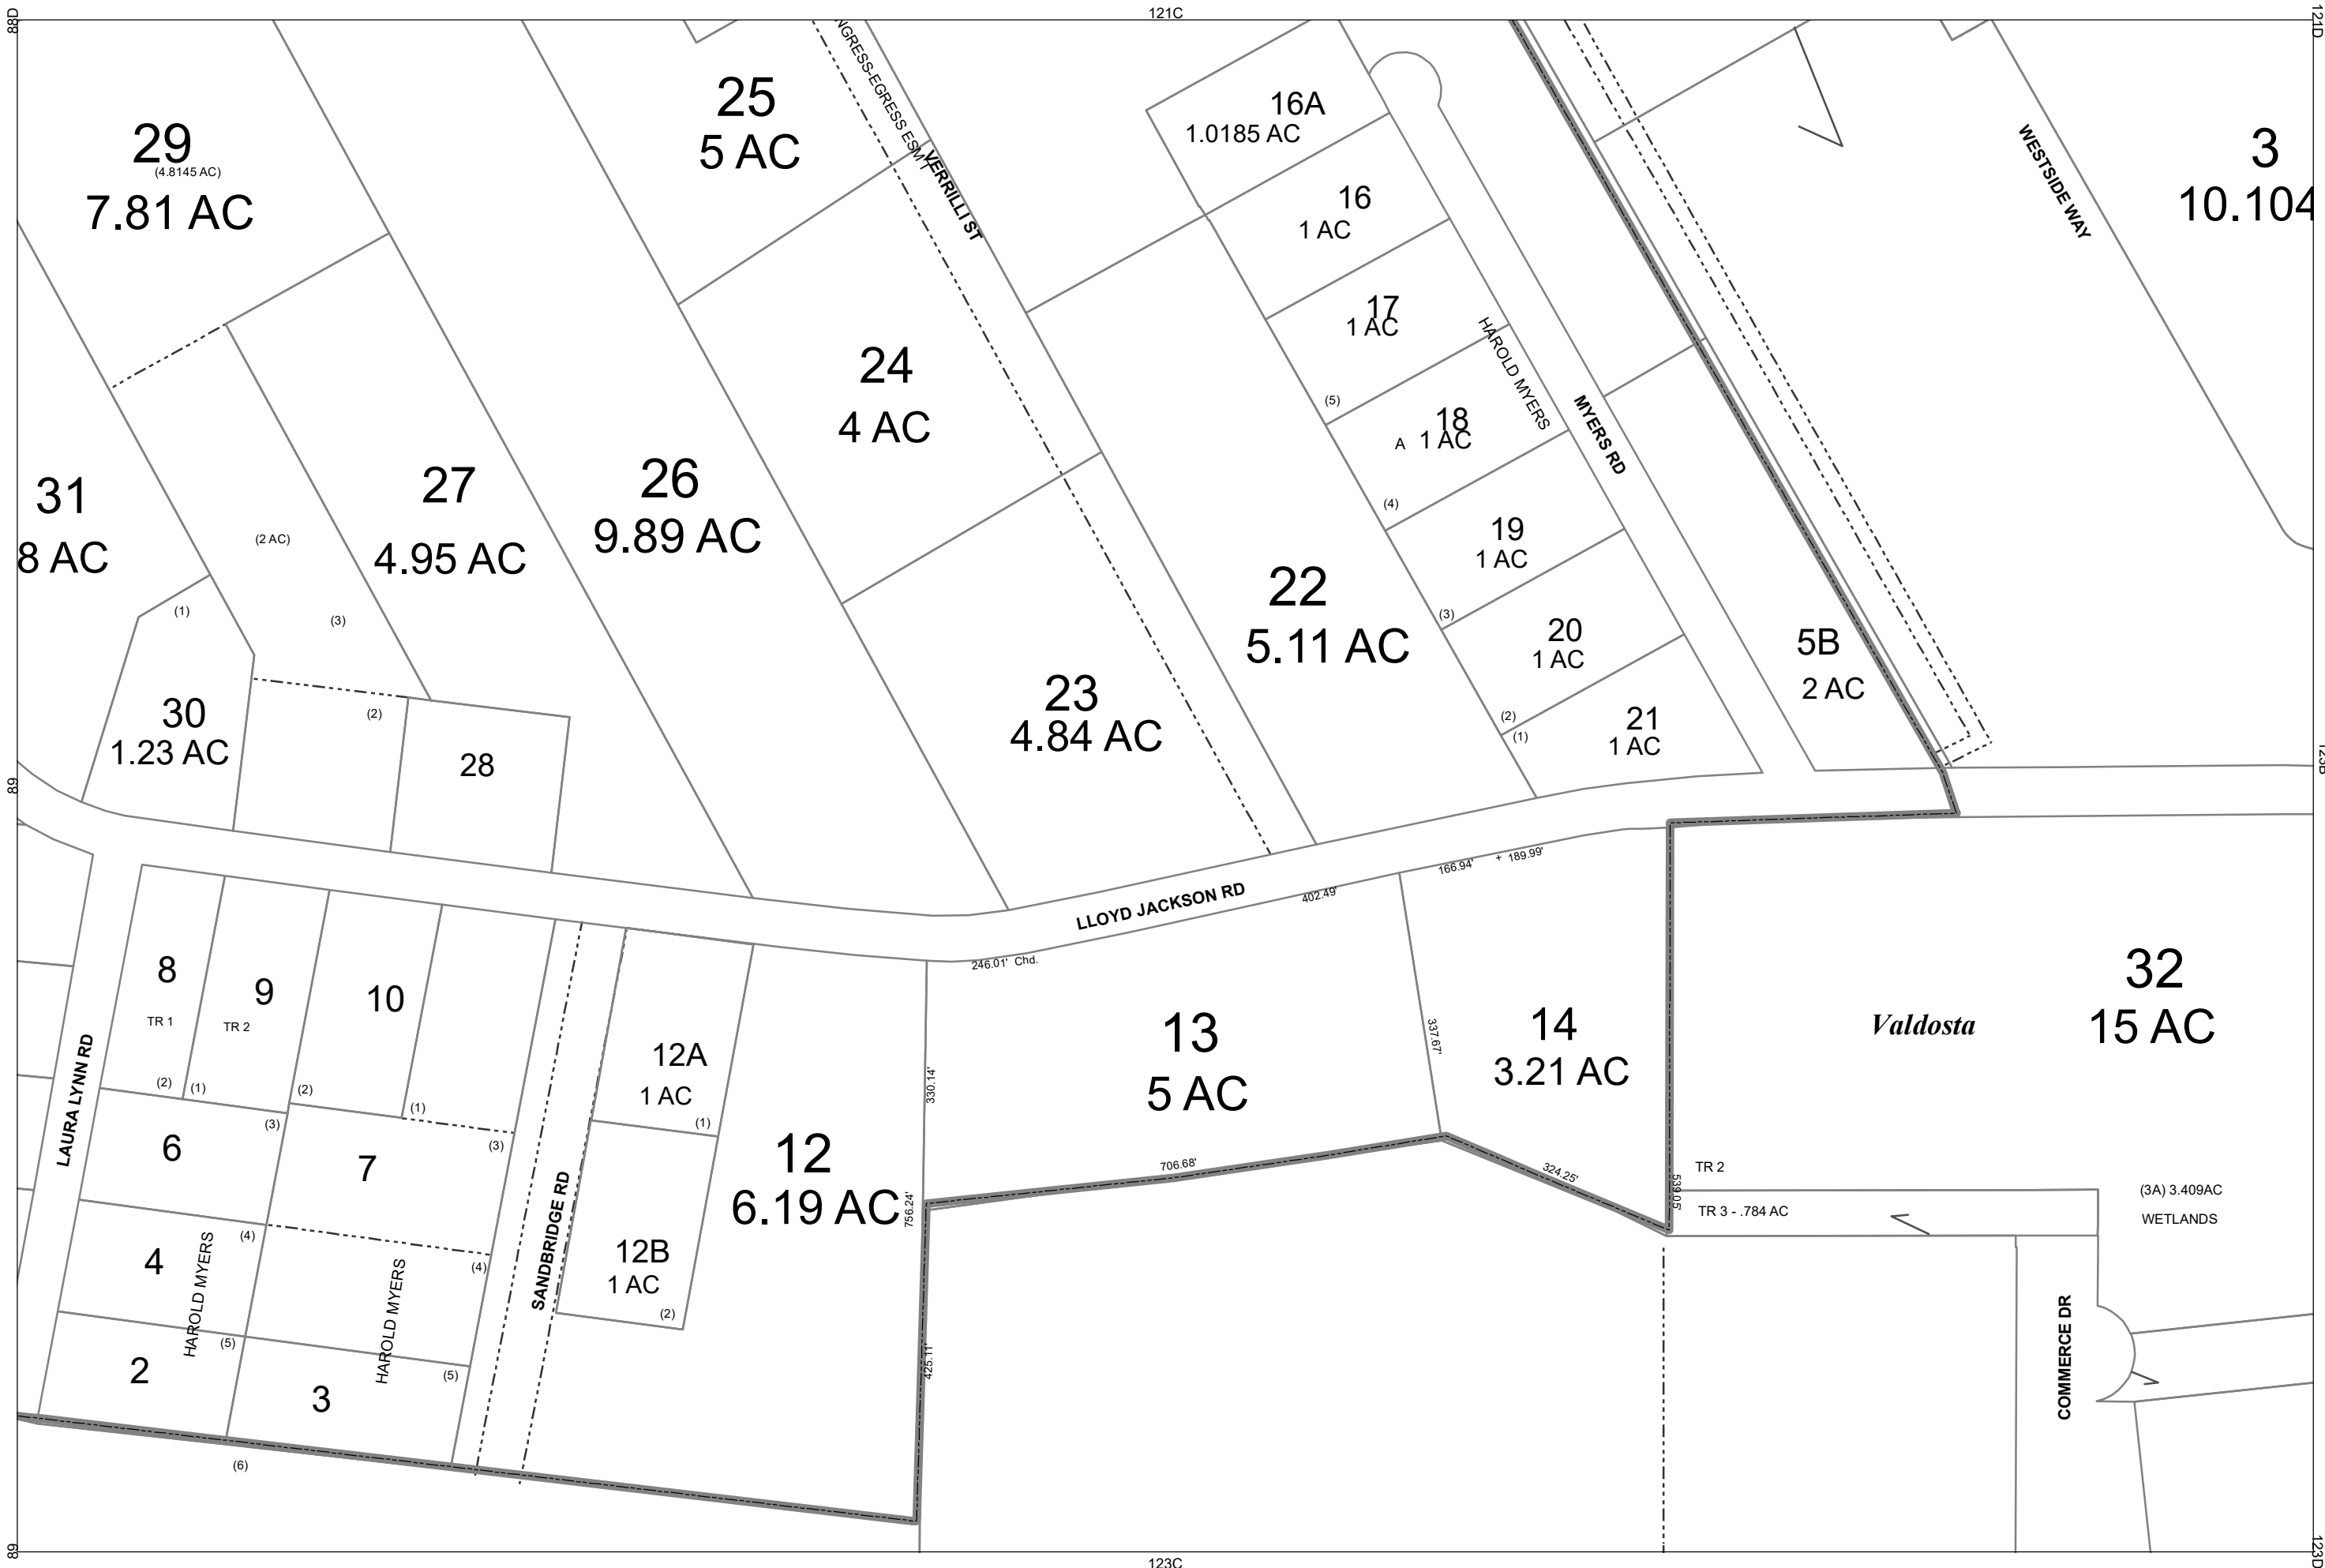 88D
121C
121D
29
(4.8145 AC)
7.81 AC
25
5 AC
INGRESS-EGRESS ESMT
VERRILLI ST
16A
1.0185 AC
16
1 AC
17
1 AC
(5)
18
A 1 AC
(4)
19
1 AC
(3)
20
1 AC
(2)
(1)
21
1 AC
HAROLD MYERS
MYERS RD
WESTSIDE WAY
3
10.104
24
4 AC
31
8 AC
(2 AC)
(3)
27
4.95 AC
26
9.89 AC
22
5.11 AC
5B
2 AC
(1)
30
1.23 AC
(2)
28
23
4.84 AC
89
123B
LLOYD JACKSON RD
246.01' Chd.
402.49'
166.94' + 189.99'
8
TR 1
(2)
9
TR 2
(1)
10
(2)
(1)
LAURA LYNN RD
6
(3)
7
(3)
4
(4)
(4)
HAROLD MYERS
HAROLD MYERS
2
(5)
3
(5)
(6)
SANDBRIDGE RD
12A
1 AC
(1)
12B
1 AC
(2)
12
6.19 AC
330.14'
756.24'
425.11'
13
5 AC
706.68'
337.67'
14
3.21 AC
324.25'
539.05'
Valdosta
32
15 AC
TR 2
TR 3 - .784 AC
(3A) 3.409AC
WETLANDS
COMMERCE DR
89
123C
123D